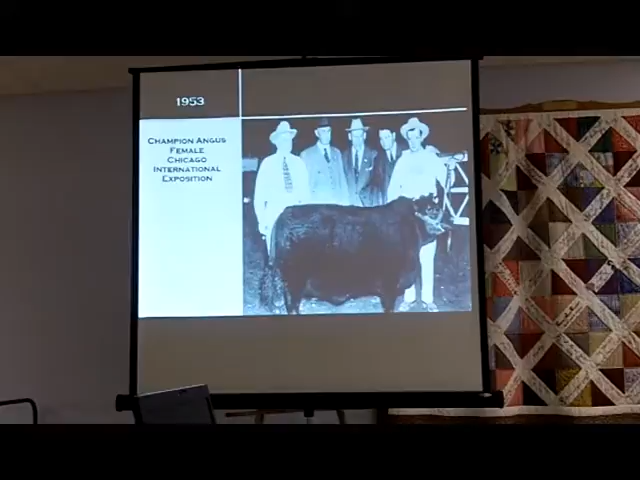 1953
Champion Angus
Female
Chicago
International
Exposition